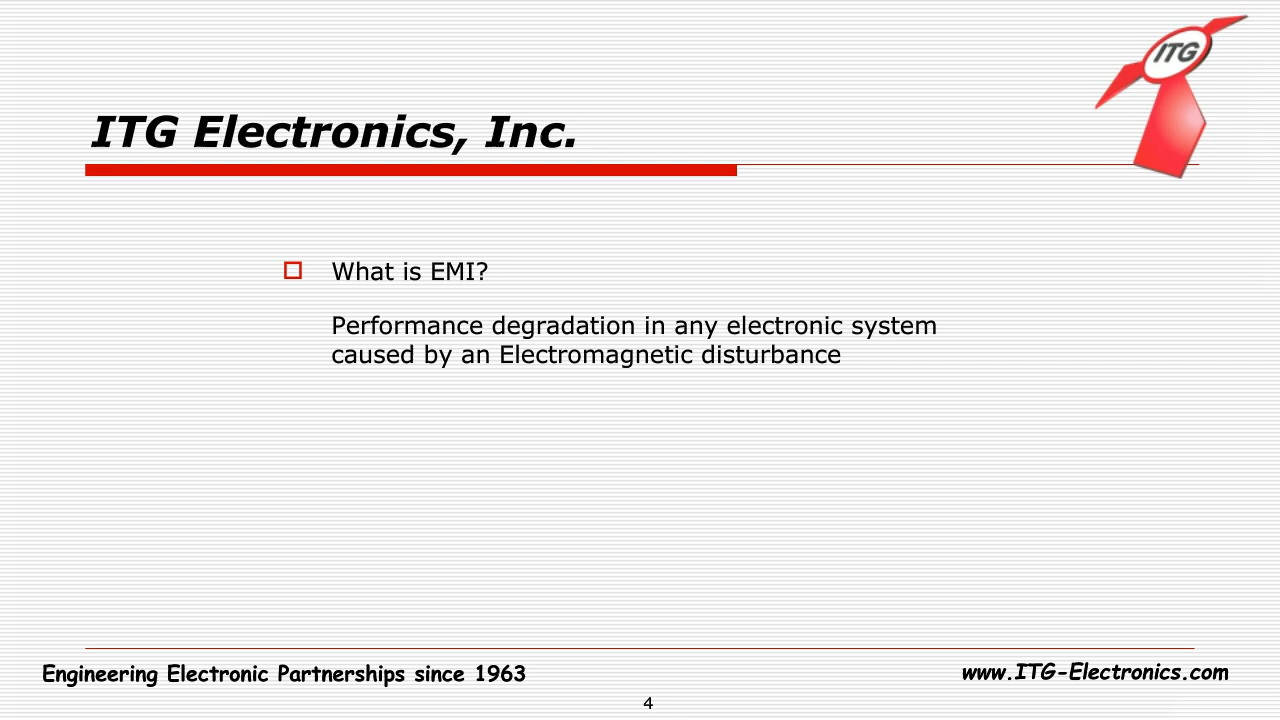 ITG
ITG Electronics, Inc.
What is EMI?
Performance degradation in any electronic system
caused by an Electromagnetic disturbance
Engineering Electronic Partnerships since 1963
www.ITG-Electronics.com
4